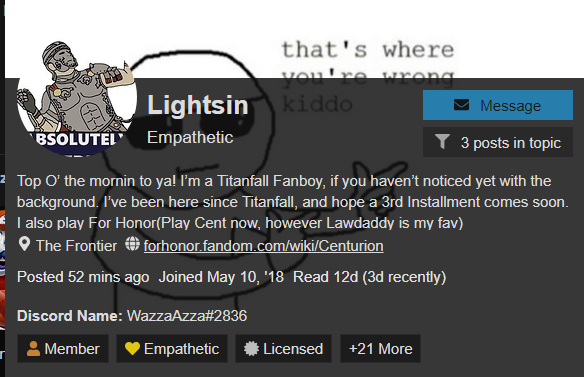 that's where
you're wrong
kiddo
ABSOLUTELY
Lightsin
Empathetic
Message
3 posts in topic
Top O' the mornin to ya! I'm a Titanfall Fanboy, if you haven't noticed yet with the
background. I've been here since Titanfall, and hope a 3rd Installment comes soon.
I also play For Honor(Play Cent now, however Lawdaddy is my fav)
The Frontier forhonor.fandom.com/wiki/Centurion
Posted 52 mins ago Joined May 10, '18 Read 12d (3d recently)
Discord Name: WazzaAzza#2836
Member Empathetic Licensed +21 More